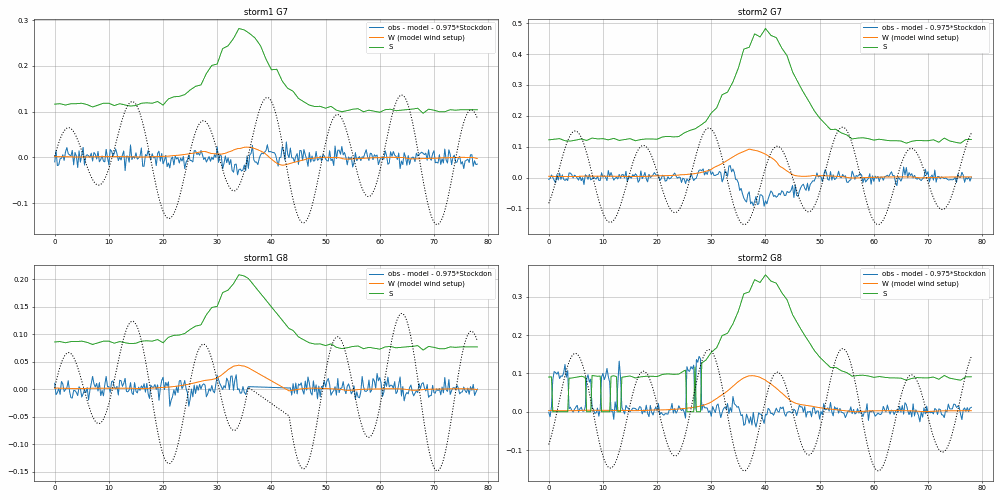 storm1 G7
obs - model - 0.975*Stockdon
W (model wind setup)
S
0.3
0.2
0.1
0.0
−0.1
0 10 20 30 40 50 60 70 80
storm2 G7
obs - model - 0.975*Stockdon
W (model wind setup)
S
0.5
0.4
0.3
0.2
0.1
0.0
−0.1
0 10 20 30 40 50 60 70 80
storm1 G8
obs - model - 0.975*Stockdon
W (model wind setup)
S
0.20
0.15
0.10
0.05
0.00
−0.05
−0.10
−0.15
0 10 20 30 40 50 60 70 80
storm2 G8
obs - model - 0.975*Stockdon
W (model wind setup)
S
0.3
0.2
0.1
0.0
−0.1
0 10 20 30 40 50 60 70 80